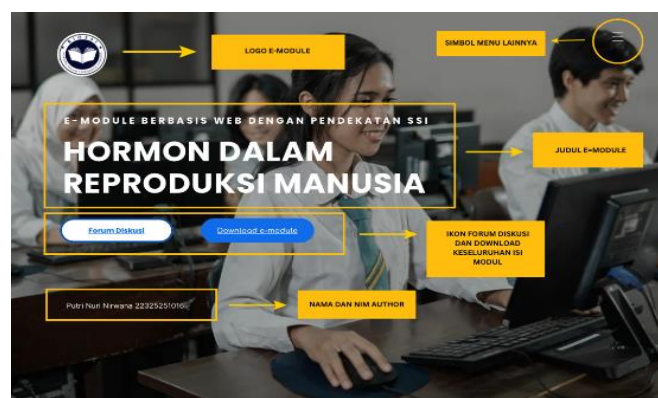 LOGO E-MODULE
SIMBOL MENU LAINNYA
E-MODULE BERBASIS WEB DENGAN PENDEKATAN SSI
HORMON DALAM
REPRODUKSI MANUSIA
JUDUL E-MODULE
Forum Diskusi
Download e-module
IKON FORUM DISKUSI
DAN DOWNLOAD
KESELURUHAN ISI
MODUL
Putri Nuri Nirwana
NAMA DAN NIM AUTHOR